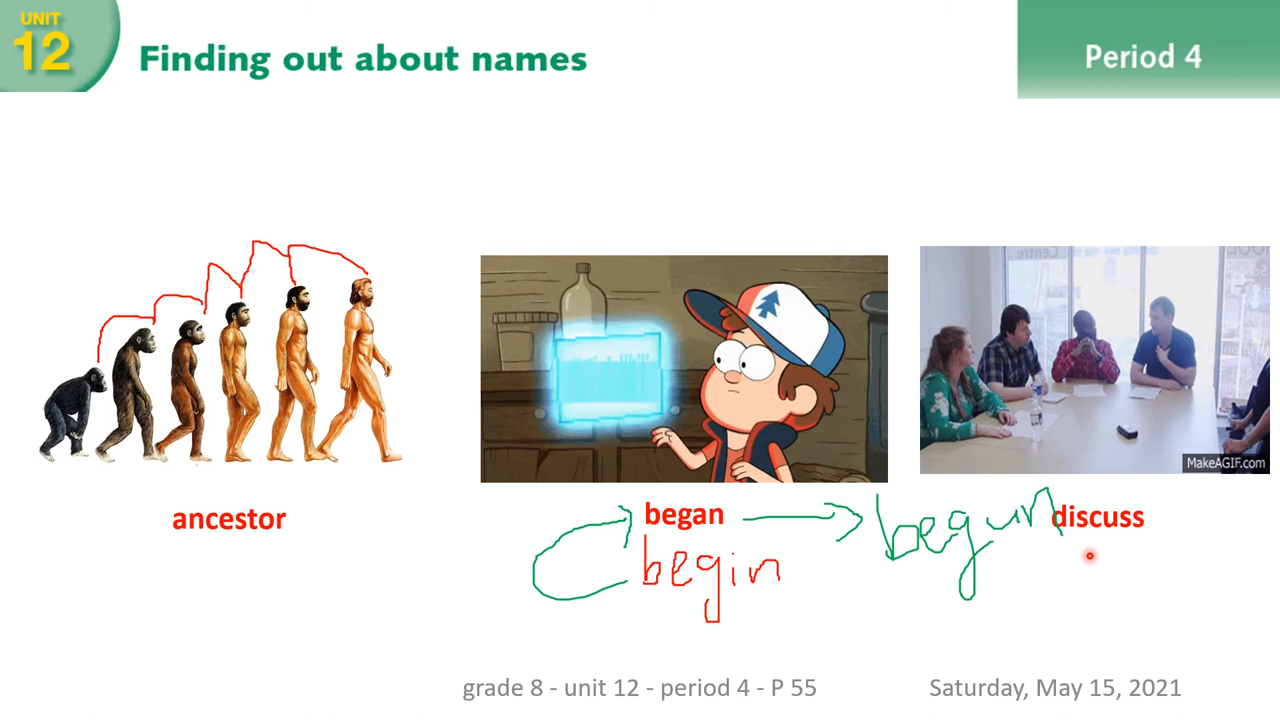 UNIT
12
Finding out about names
Period 4
Centre
MakeAGIF.com
ancestor
began
begun
discuss
begin
grade 8 - unit 12 - period 4 - P 55
Saturday, May 15, 2021